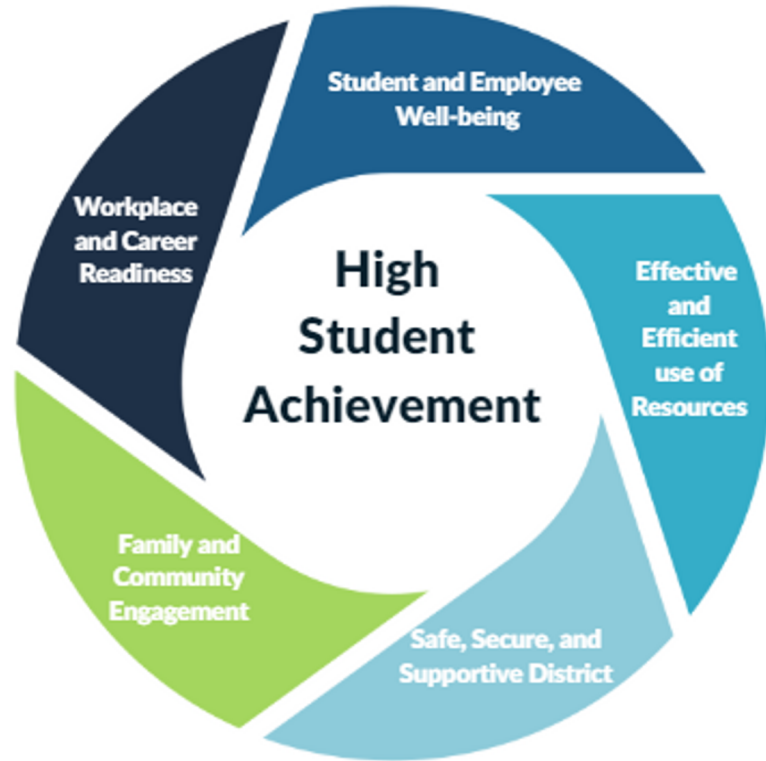 Student and Employee
Well-being
Effective
and
Efficient
use of
Resources
Safe, Secure, and
Supportive District
Family and
Community
Engagement
Workplace
and Career
Readiness
High
Student
Achievement